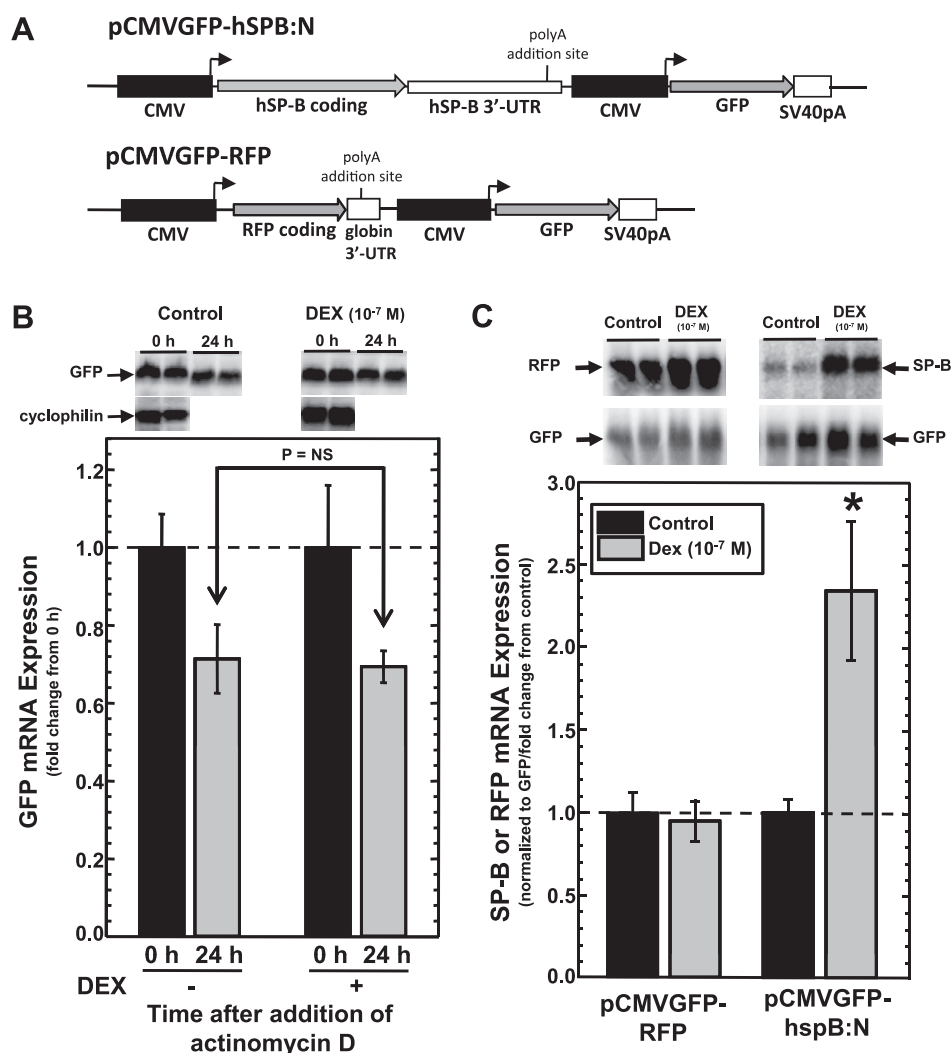 A
pCMVGFP-hSPB:N
polyA
addition site
CMV
hSP-B coding
hSP-B 3’-UTR
CMV
GFP
SV40pA
pCMVGFP-RFP
polyA
addition site
CMV
RFP coding
globin
3’-UTR
CMV
GFP
SV40pA
B
Control
DEX (10-7 M)
0 h 24 h 0 h 24 h
GFP
cyclophilin
P = NS
1.2
1.0
0.8
0.6
0.4
0.2
0.0
GFP mRNA Expression
(fold change from 0 h)
0 h 24 h 0 h 24 h
DEX - +
Time after addition of
actinomycin D
C
Control DEX (10-7 M)
Control DEX (10-7 M)
RFP
SP-B
GFP
GFP
3.0
2.5
2.0
1.5
1.0
0.5
0.0
SP-B or RFP mRNA Expression
(normalized to GFP/fold change from control)
Control
Dex (10-7 M)
*
pCMVGFP-
RFP
pCMVGFP-
hspB:N